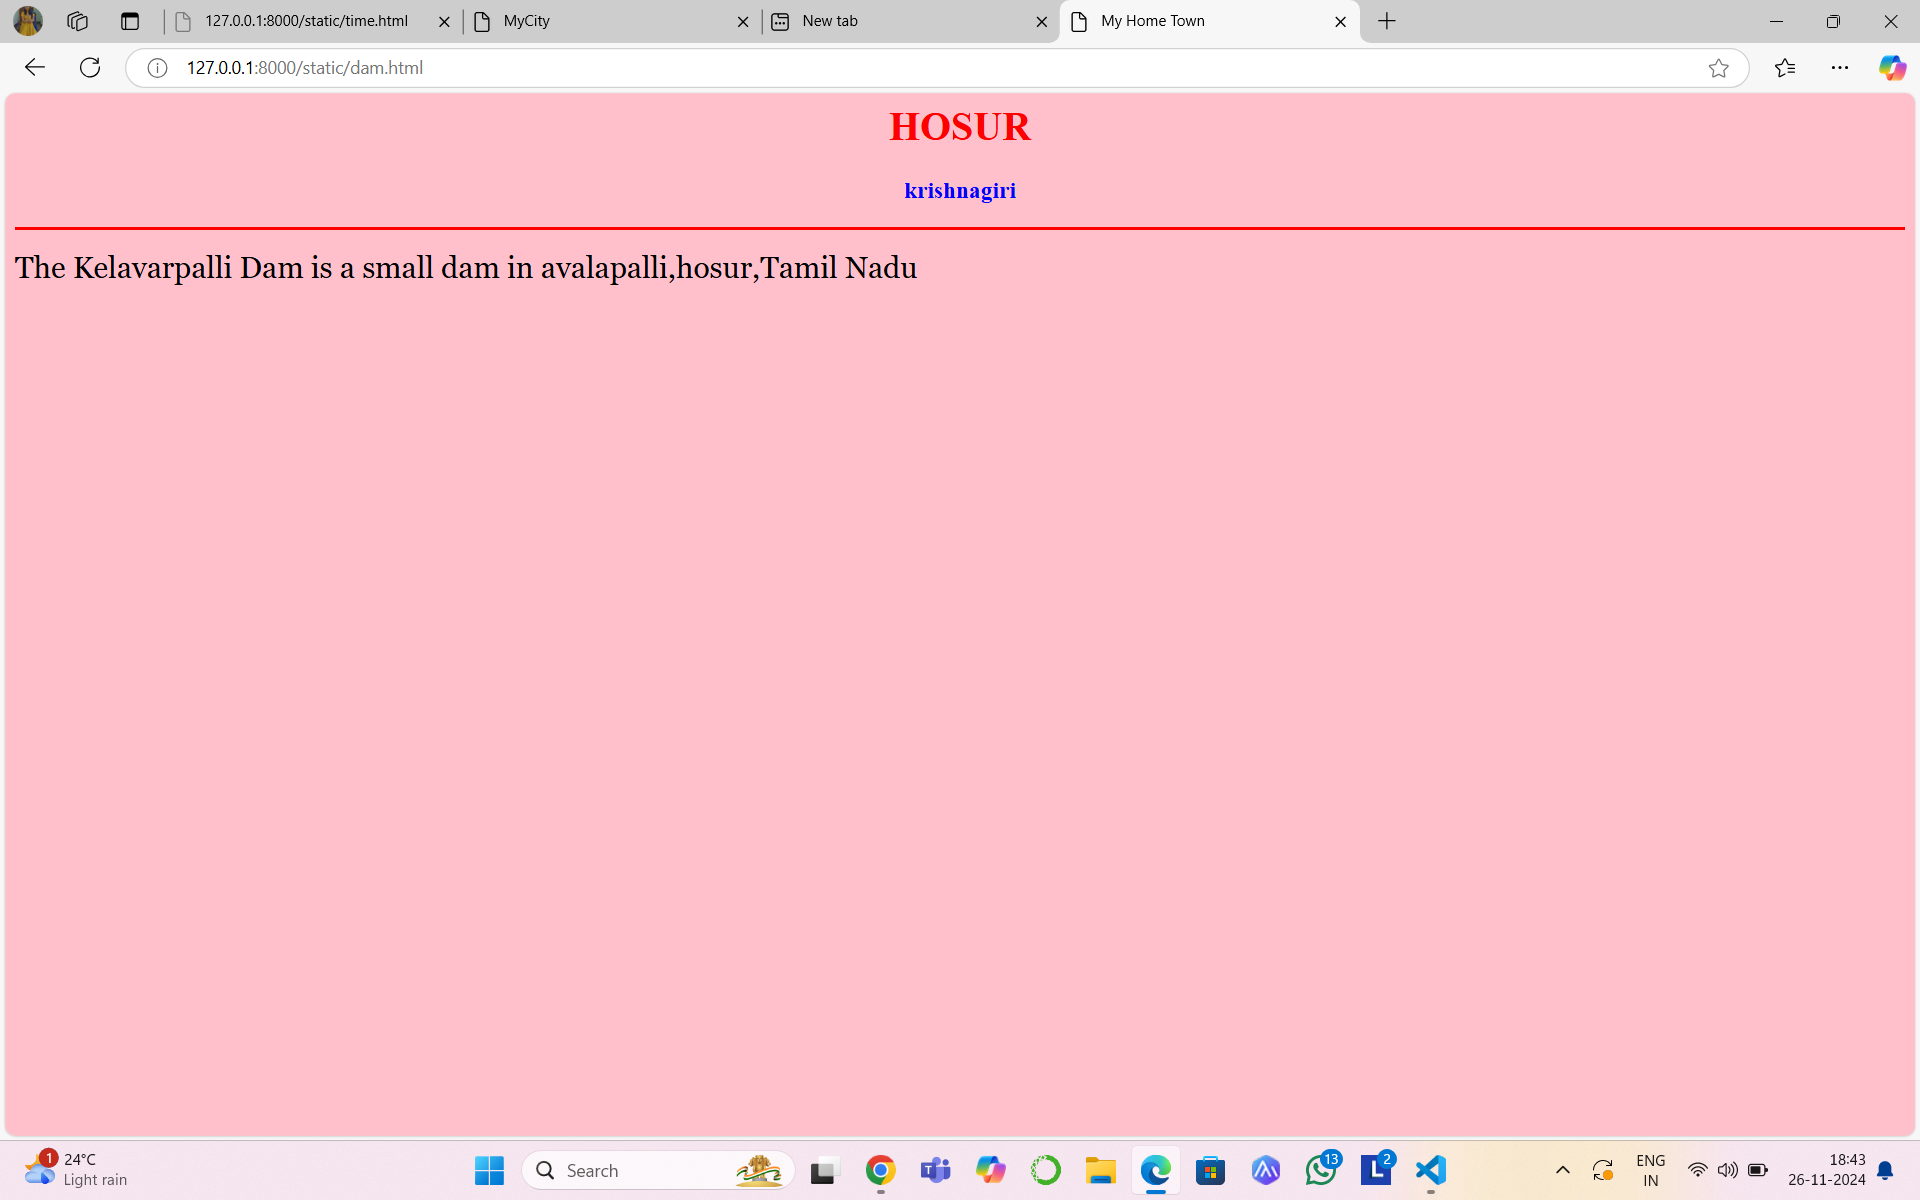 127.0.0.1:8000/static/time.html
MyCity
New tab
My Home Town
127.0.0.1:8000/static/dam.html
HOSUR
krishnagiri
The Kelavarpalli Dam is a small dam in avalapalli,hosur,Tamil Nadu
1
24°C
Light rain
Search
13
L
2
ENG
IN
18:43
26-11-2024